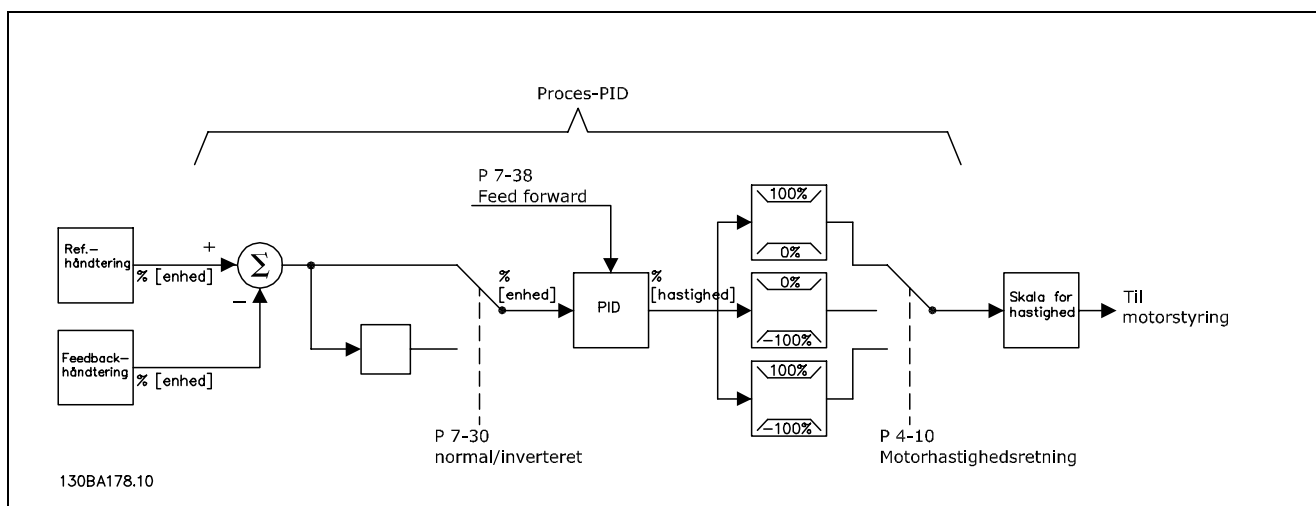 Proces-PID
P 7-38
Feed forward
100%
0%
Ref.-
håndtering
+
% [enhed]
Σ
–
Feedback-
håndtering
% [enhed]
%
[enhed]
PID
%
[hastighed]
0%
-100%
100%
-100%
Skala for
hastighed
Til
motorstyring
P 7-30
normal/inverteret
P 4-10
Motorhastighedsretning
130BA178.10